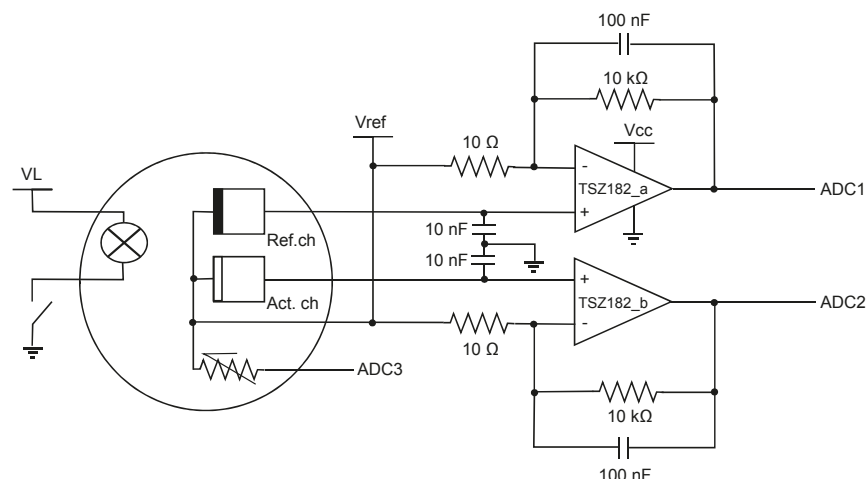 100 nF
10 kΩ
Vref
Vcc
10 Ω
VL
-
TSZ182_a
ADC1
+
Ref.ch
10 nF
10 nF
+
Act. ch
TSZ182_b
ADC2
-
10 Ω
ADC3
10 kΩ
100 nF